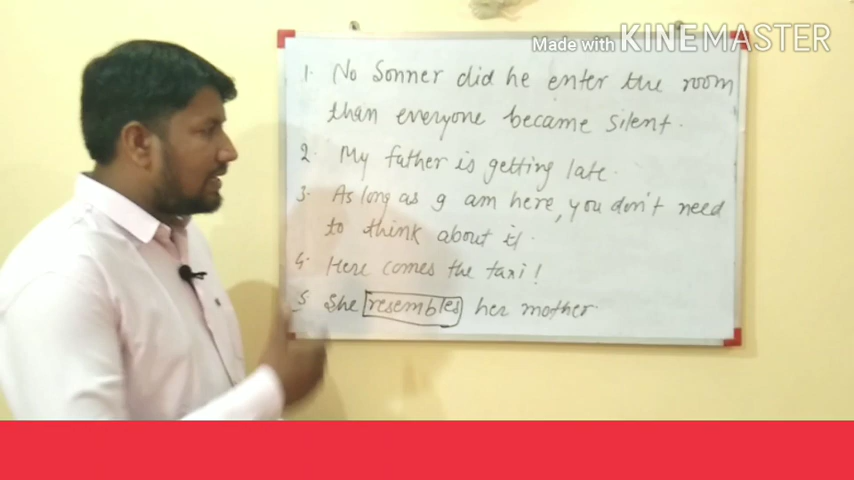 Made with KINEMASTER
1. No Sonner did he enter the room
than everyone became silent.
2. My father is getting late.
3. As long as I am here, you don't need
to think about it.
4. Here comes the taxi!
5. She resembles her mother.